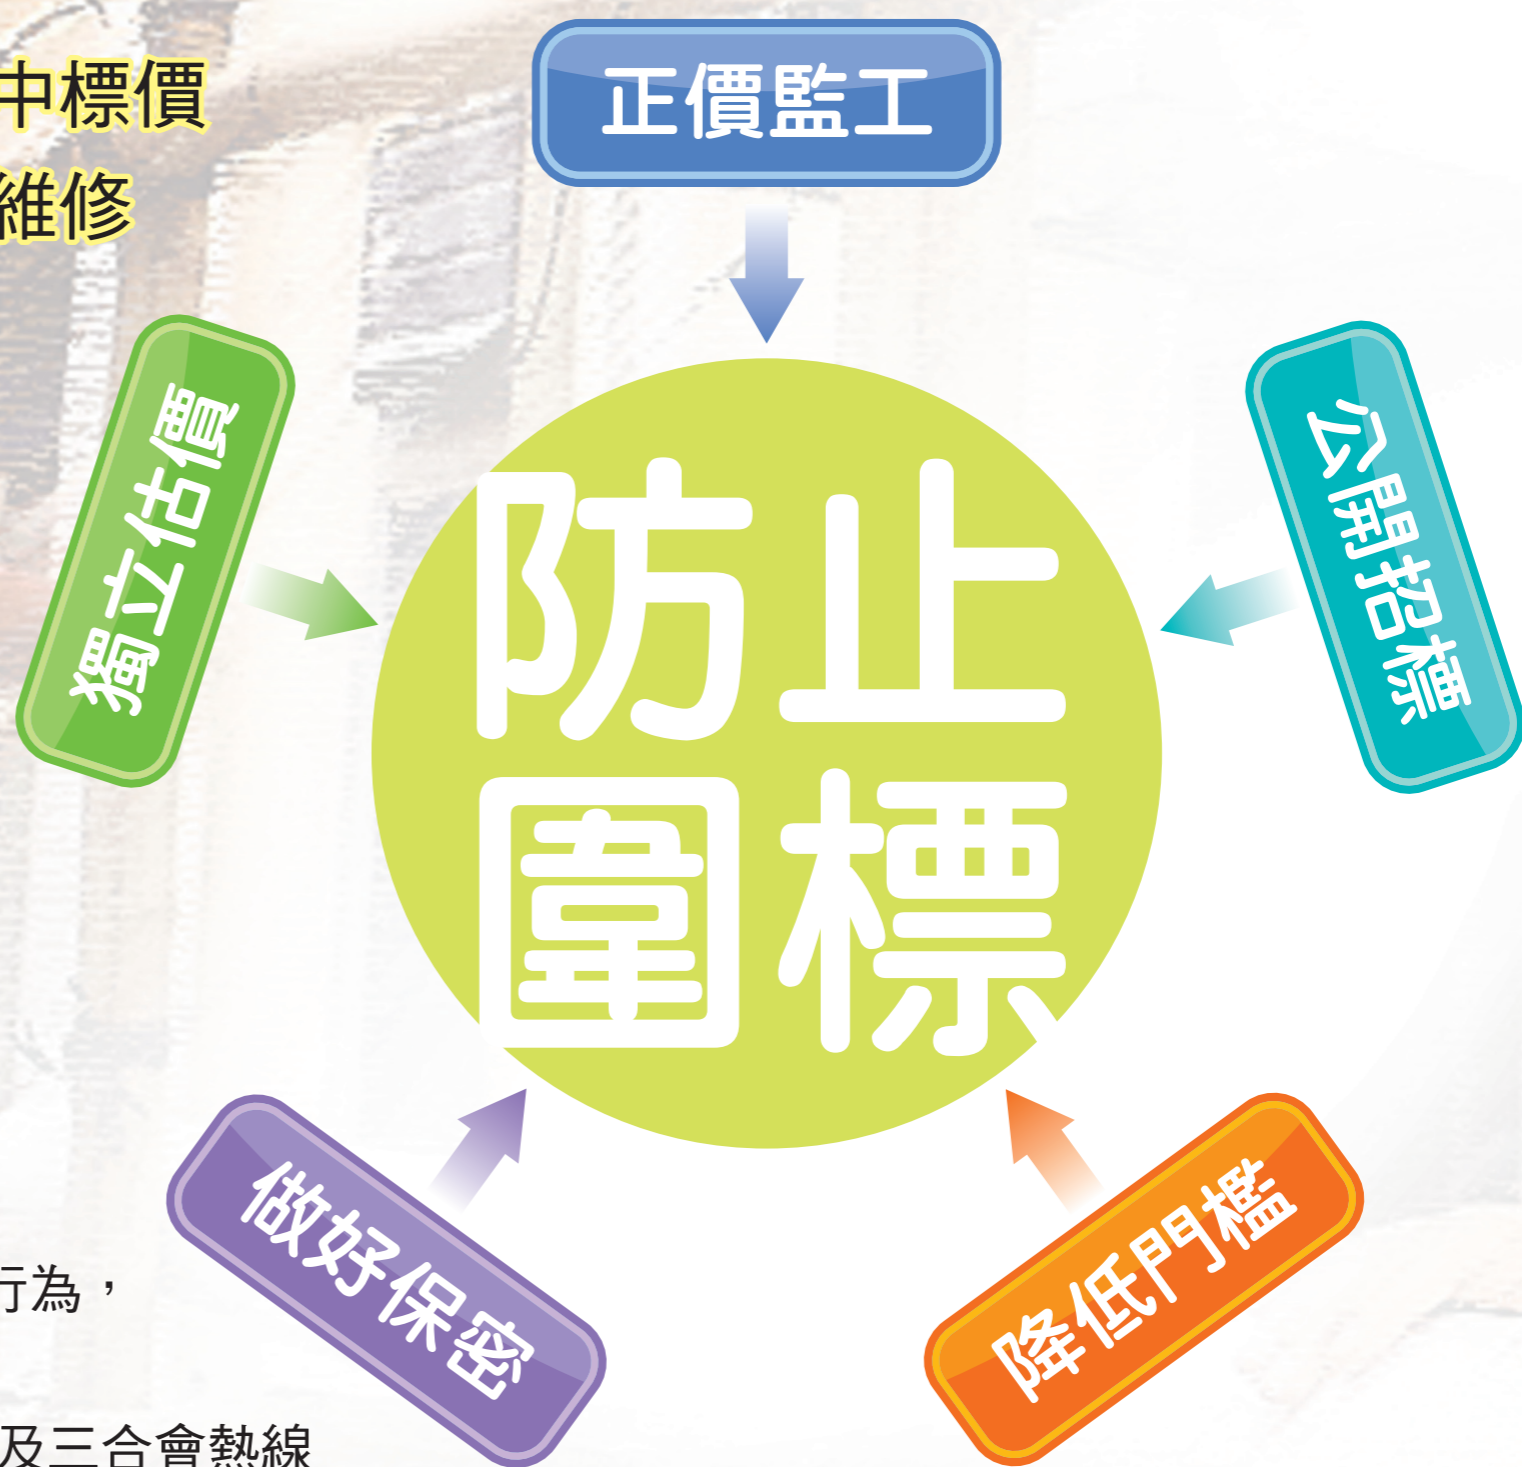 中標價
維修
正價監工
獨立估價
公開招標
防止
圍標
做好保密
降低門檻
行為，
及三合會熱線